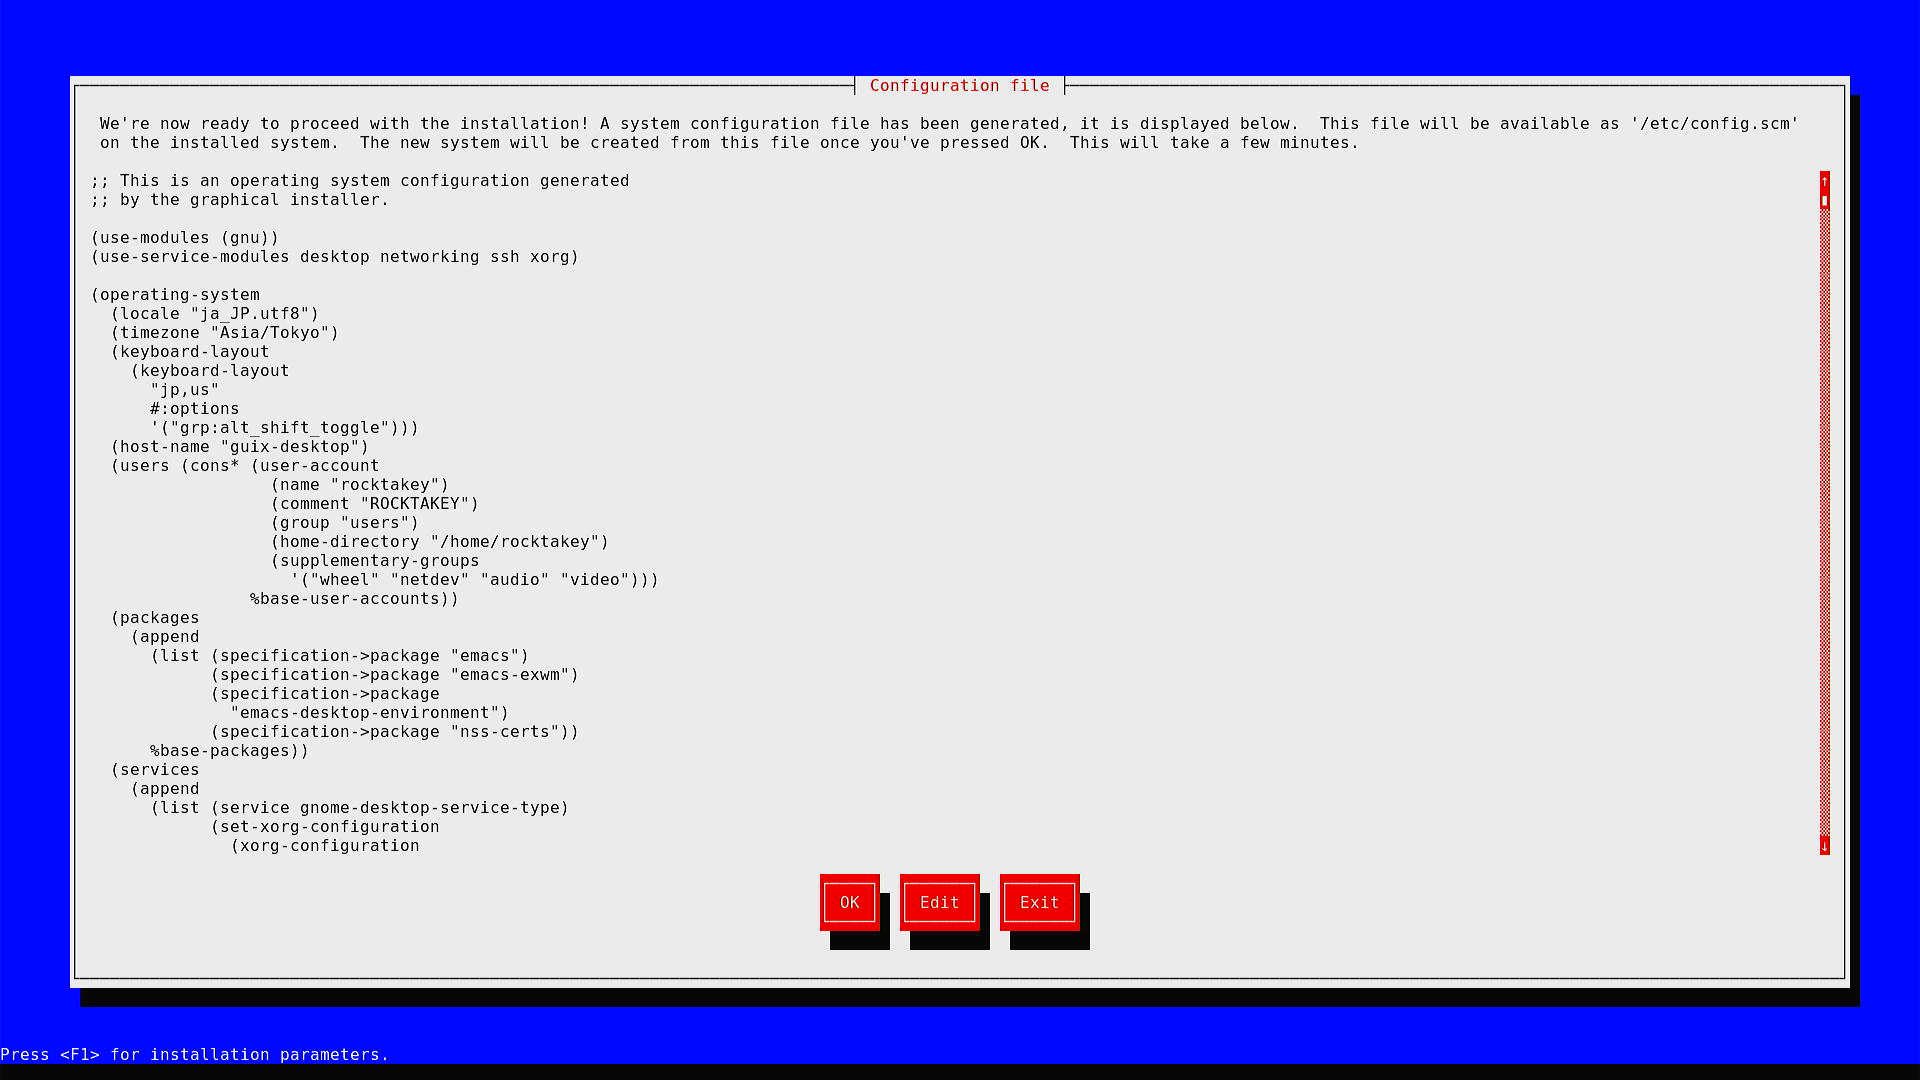 Configuration file
We're now ready to proceed with the installation! A system configuration file has been generated, it is displayed below.  This file will be available as '/etc/config.scm'
on the installed system.  The new system will be created from this file once you've pressed OK.  This will take a few minutes.
;; This is an operating system configuration generated
;; by the graphical installer.
(use-modules (gnu))
(use-service-modules desktop networking ssh xorg)
(operating-system
  (locale "ja_JP.utf8")
  (timezone "Asia/Tokyo")
  (keyboard-layout
    (keyboard-layout
      "jp,us"
      #:options
      '("grp:alt_shift_toggle")))
  (host-name "guix-desktop")
  (users (cons* (user-account
                  (name "rocktakey")
                  (comment "ROCKTAKEY")
                  (group "users")
                  (home-directory "/home/rocktakey")
                  (supplementary-groups
                    '("wheel" "netdev" "audio" "video")))
                %base-user-accounts))
  (packages
    (append
      (list (specification->package "emacs")
            (specification->package "emacs-exwm")
            (specification->package
              "emacs-desktop-environment")
            (specification->package "nss-certs"))
      %base-packages))
  (services
    (append
      (list (service gnome-desktop-service-type)
            (set-xorg-configuration
              (xorg-configuration
OK Edit Exit
Press <F1> for installation parameters.